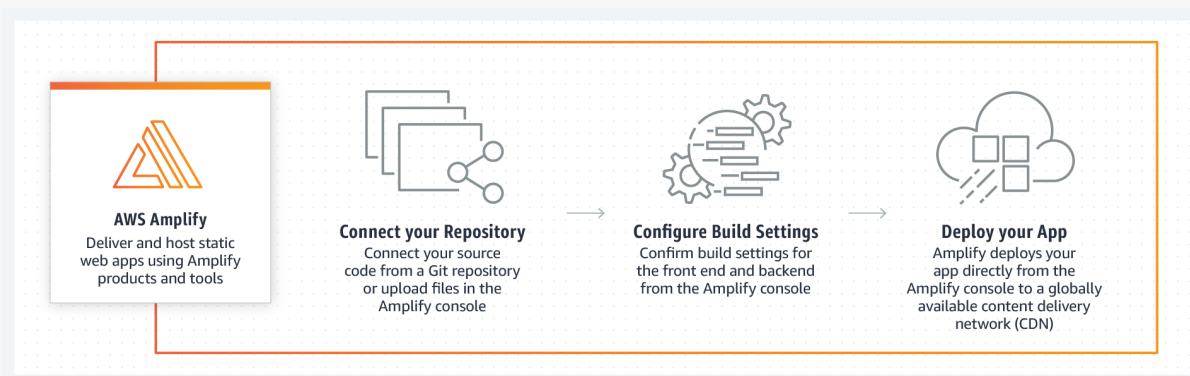 AWS Amplify
Deliver and host static
web apps using Amplify
products and tools
Connect your Repository
Connect your source
code from a Git repository
or upload files in the
Amplify console
Configure Build Settings
Confirm build settings for
the front end and backend
from the Amplify console
Deploy your App
Amplify deploys your
app directly from the
Amplify console to a globally
available content delivery
network (CDN)